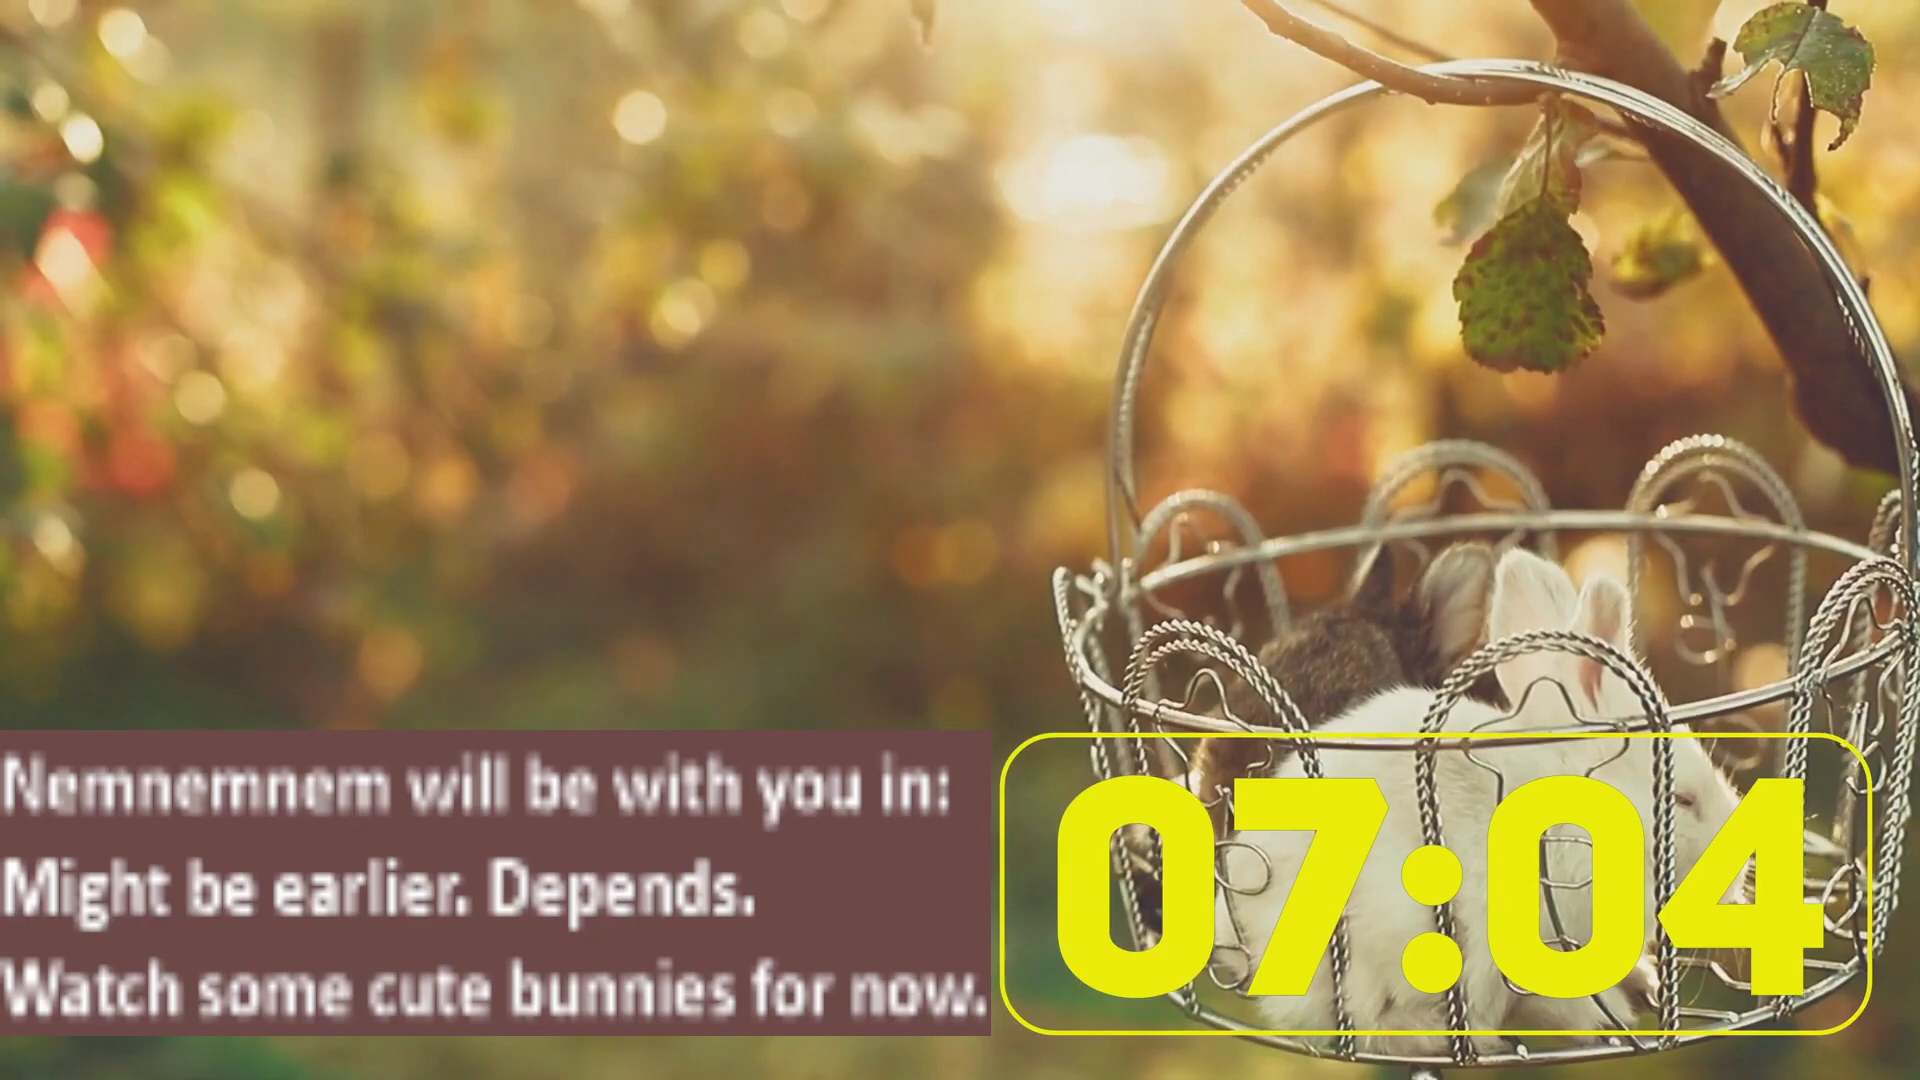 Nemnemnem will be with you in:
Might be earlier. Depends.
Watch some cute bunnies for now.
07:04